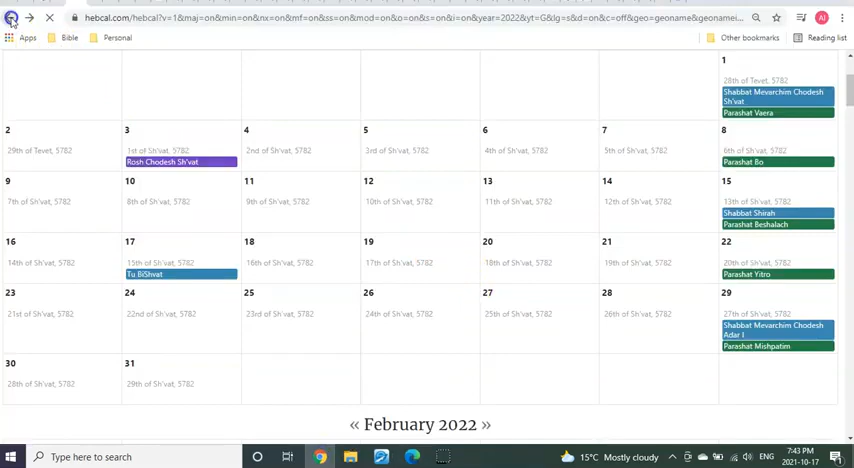 hebcal.com/hebcal?v=1&maj=on&min=on&nx=on&mf=on&ss=on&mod=on&o=on&s=on&i=on&year=2022&yt=G&lg=s&d=on&c=off&geo=geoname&geonamei...
AI
Apps Bible Personal Other bookmarks Reading list
1
28th of Tevet, 5782
Shabbat Mevarchim Chodesh
Sh'vat
Parashat Vaera
2 3 4 5 6 7 8
29th of Tevet, 5782 1st of Sh'vat, 5782 2nd of Sh'vat, 5782 3rd of Sh'vat, 5782 4th of Sh'vat, 5782 5th of Sh'vat, 5782 6th of Sh'vat, 5782
Rosh Chodesh Sh'vat Parashat Bo
9 10 11 12 13 14 15
7th of Sh'vat, 5782 8th of Sh'vat, 5782 9th of Sh'vat, 5782 10th of Sh'vat, 5782 11th of Sh'vat, 5782 12th of Sh'vat, 5782 13th of Sh'vat, 5782
Shabbat Shirah
Parashat Beshalach
16 17 18 19 20 21 22
14th of Sh'vat, 5782 15th of Sh'vat, 5782 16th of Sh'vat, 5782 17th of Sh'vat, 5782 18th of Sh'vat, 5782 19th of Sh'vat, 5782 20th of Sh'vat, 5782
Tu BiShvat Parashat Yitro
23 24 25 26 27 28 29
21st of Sh'vat, 5782 22nd of Sh'vat, 5782 23rd of Sh'vat, 5782 24th of Sh'vat, 5782 25th of Sh'vat, 5782 26th of Sh'vat, 5782 27th of Sh'vat, 5782
Shabbat Mevarchim Chodesh
Adar I
Parashat Mishpatim
30 31
28th of Sh'vat, 5782 29th of Sh'vat, 5782
« February 2022 »
Type here to search 15°C Mostly cloudy ENG 7:43 PM
2021-10-17